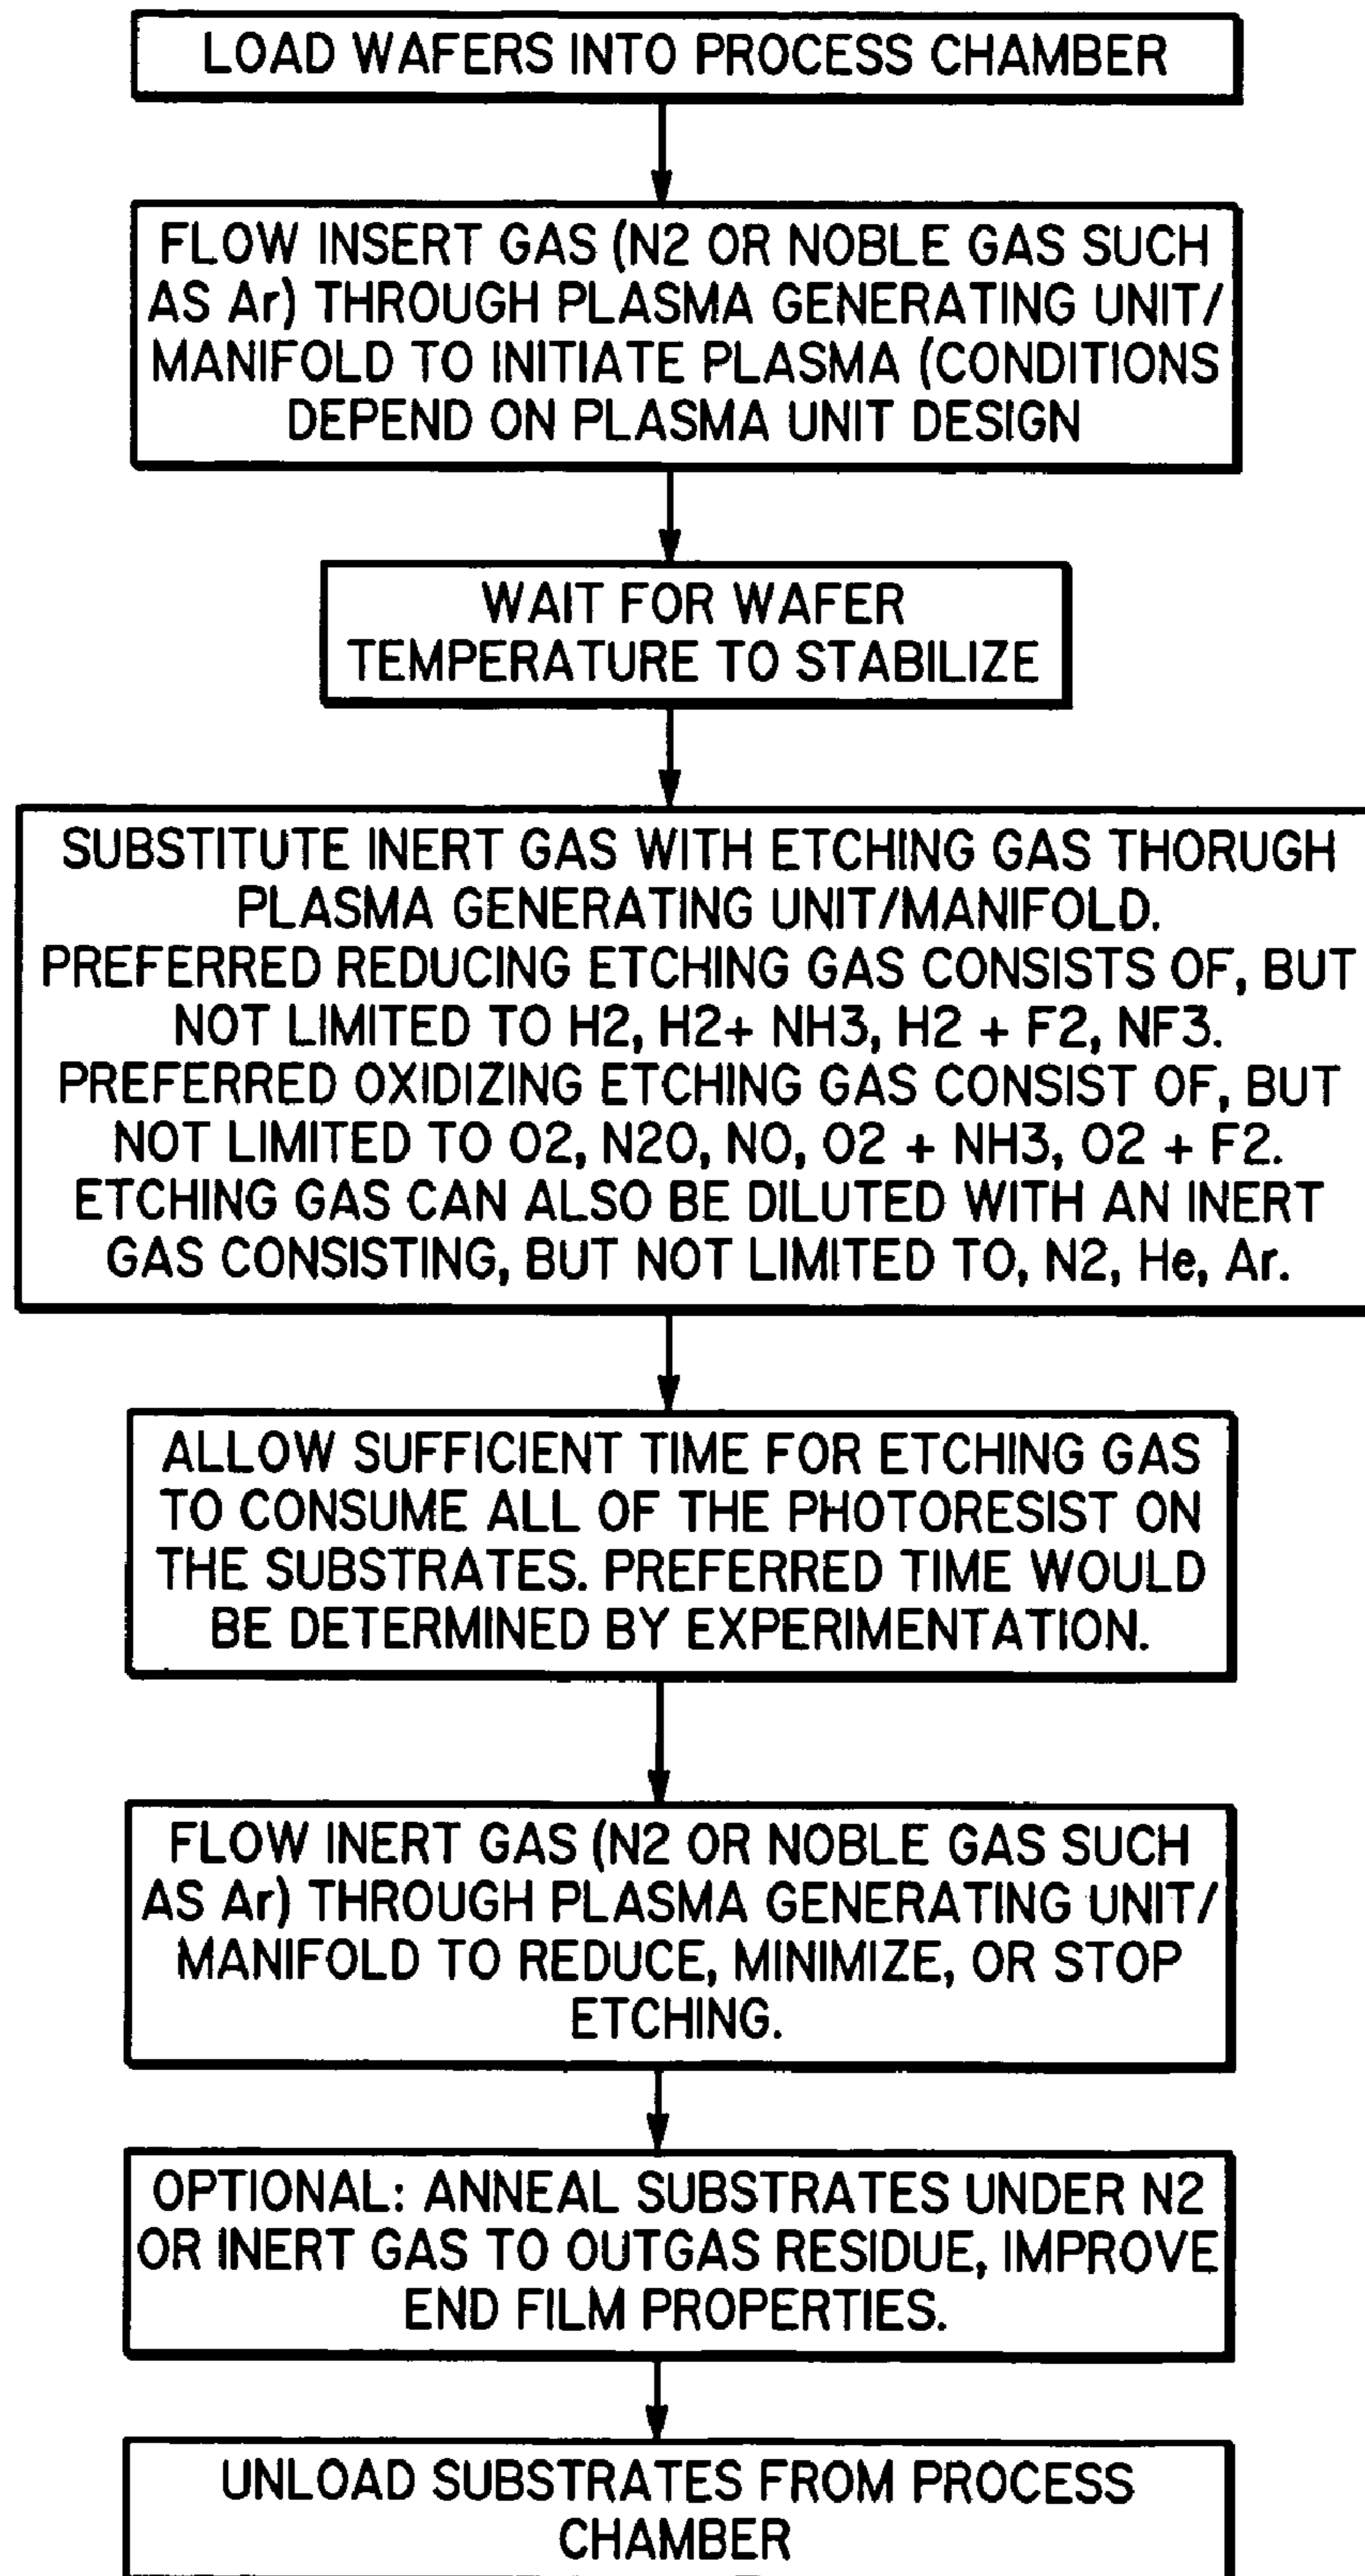 LOAD WAFERS INTO PROCESS CHAMBER
FLOW INSERT GAS (N2 OR NOBLE GAS SUCH
AS Ar) THROUGH PLASMA GENERATING UNIT/
MANIFOLD TO INITIATE PLASMA (CONDITIONS
DEPEND ON PLASMA UNIT DESIGN
WAIT FOR WAFER
TEMPERATURE TO STABILIZE
SUBSTITUTE INERT GAS WITH ETCHING GAS THORUGH
PLASMA GENERATING UNIT/MANIFOLD.
PREFERRED REDUCING ETCHING GAS CONSISTS OF, BUT
NOT LIMITED TO H2, H2+ NH3, H2 + F2, NF3.
PREFERRED OXIDIZING ETCHING GAS CONSIST OF, BUT
NOT LIMITED TO O2, N2O, NO, O2 + NH3, O2 + F2.
ETCHING GAS CAN ALSO BE DILUTED WITH AN INERT
GAS CONSISTING, BUT NOT LIMITED TO, N2, He, Ar.
ALLOW SUFFICIENT TIME FOR ETCHING GAS
TO CONSUME ALL OF THE PHOTORESIST ON
THE SUBSTRATES. PREFERRED TIME WOULD
BE DETERMINED BY EXPERIMENTATION.
FLOW INERT GAS (N2 OR NOBLE GAS SUCH
AS Ar) THROUGH PLASMA GENERATING UNIT/
MANIFOLD TO REDUCE, MINIMIZE, OR STOP
ETCHING.
OPTIONAL: ANNEAL SUBSTRATES UNDER N2
OR INERT GAS TO OUTGAS RESIDUE, IMPROVE
END FILM PROPERTIES.
UNLOAD SUBSTRATES FROM PROCESS
CHAMBER